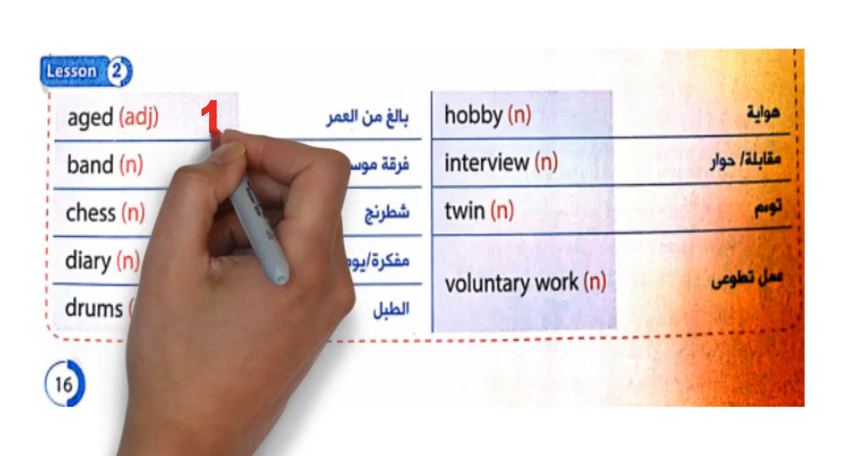 Lesson 2
aged (adj) 1 بالغ من العمر
band (n) فرقة
chess (n) شطرنج
diary (n)
drums الطبل
hobby (n) هواية
interview (n) مقابلة/ حوار
twin (n) توءم
voluntary work (n) عمل تطوعى
16